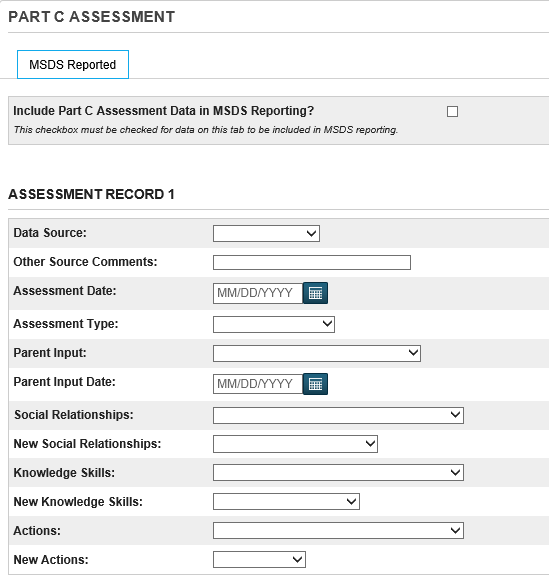 PART C ASSESSMENT
MSDS Reported
Include Part C Assessment Data in MSDS Reporting?
This checkbox must be checked for data on this tab to be included in MSDS reporting.
ASSESSMENT RECORD 1
Data Source:
Other Source Comments:
Assessment Date: MM/DD/YYYY
Assessment Type:
Parent Input:
Parent Input Date: MM/DD/YYYY
Social Relationships:
New Social Relationships:
Knowledge Skills:
New Knowledge Skills:
Actions:
New Actions: